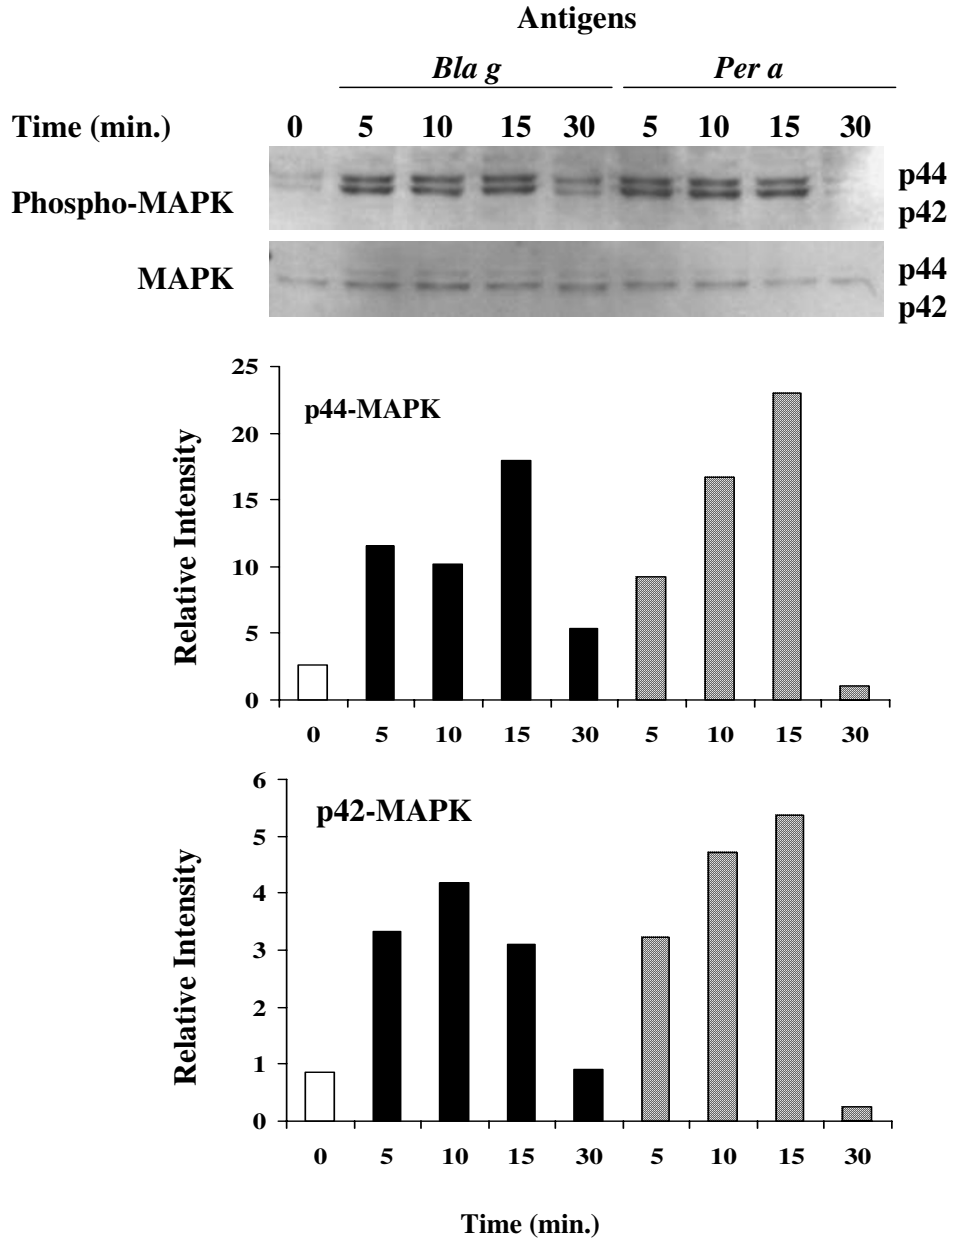 Antigens
Bla g Per a
Time (min.) 0 5 10 15 30 5 10 15 30
Phospho-MAPK p44
p42
MAPK p44
p42
25
20
15
10
5
0
p44-MAPK
Relative Intensity
0 5 10 15 30 5 10 15 30
6
5
4
3
2
1
0
p42-MAPK
Relative Intensity
0 5 10 15 30 5 10 15 30
Time (min.)